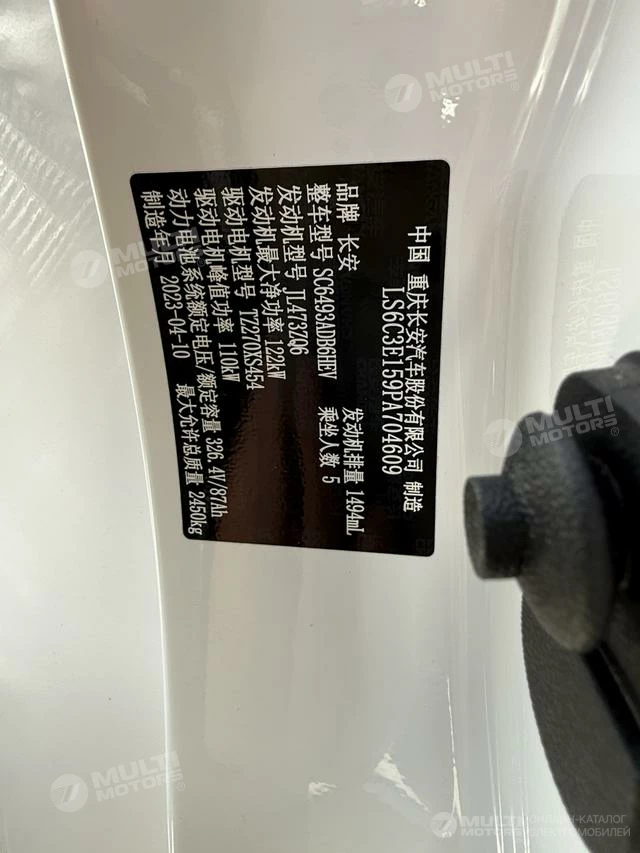 中国 重庆长安汽车股份有限公司 制造
LS6C3E159PA704609
品牌 长安
整车型号 SC6493ADB6HEV 发动机排量 1494mL
发动机型号 JL473ZQ6 乘坐人数 5
发动机最大净功率 122kW
驱动电机型号 TZ270XS454
驱动电机峰值功率 110kW
动力电池系统额定电压/额定容量 326.4V/87Ah
制造年月 2023-04-10 最大允许总质量 2450kg
MULTI MOTORS®
MULTI MOTORS®
MULTI MOTORS®
MULTI MOTORS®
MULTI MOTORS®
ОНЛАЙН-КАТАЛОГ
ЭЛЕКТРОМОБИЛЕЙ